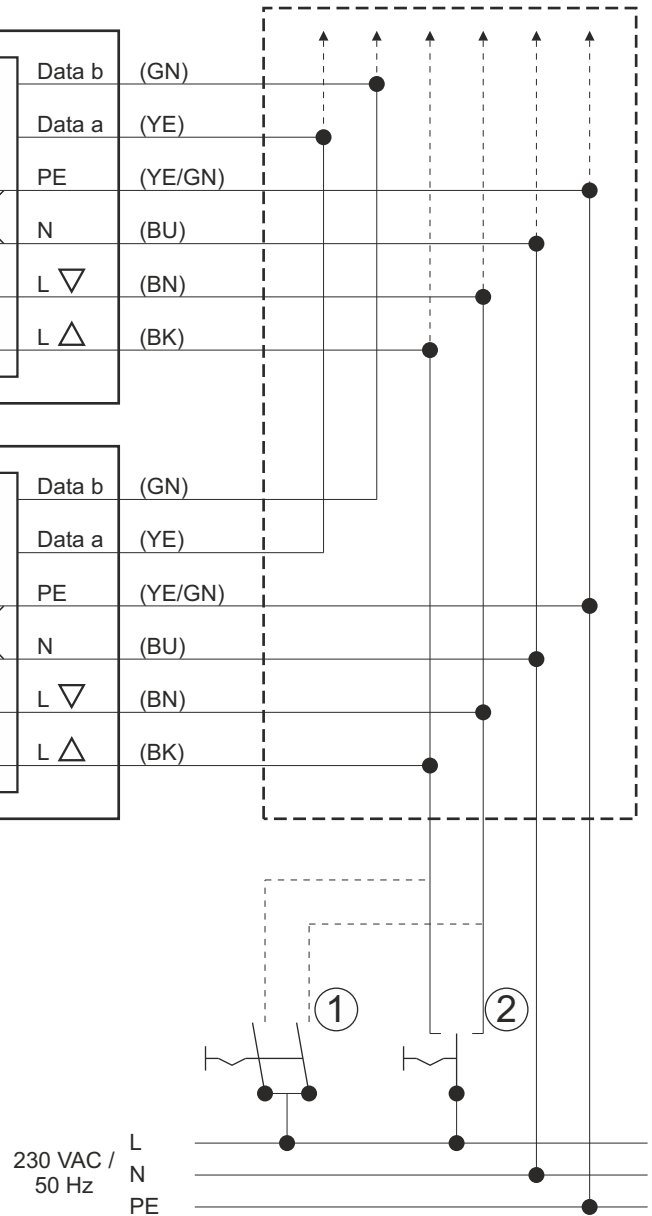 Data b (GN)
Data a (YE)
PE (YE/GN)
N (BU)
L ▽ (BN)
L △ (BK)
Data b (GN)
Data a (YE)
PE (YE/GN)
N (BU)
L ▽ (BN)
L △ (BK)
① ②
230 VAC /
50 Hz
L
N
PE